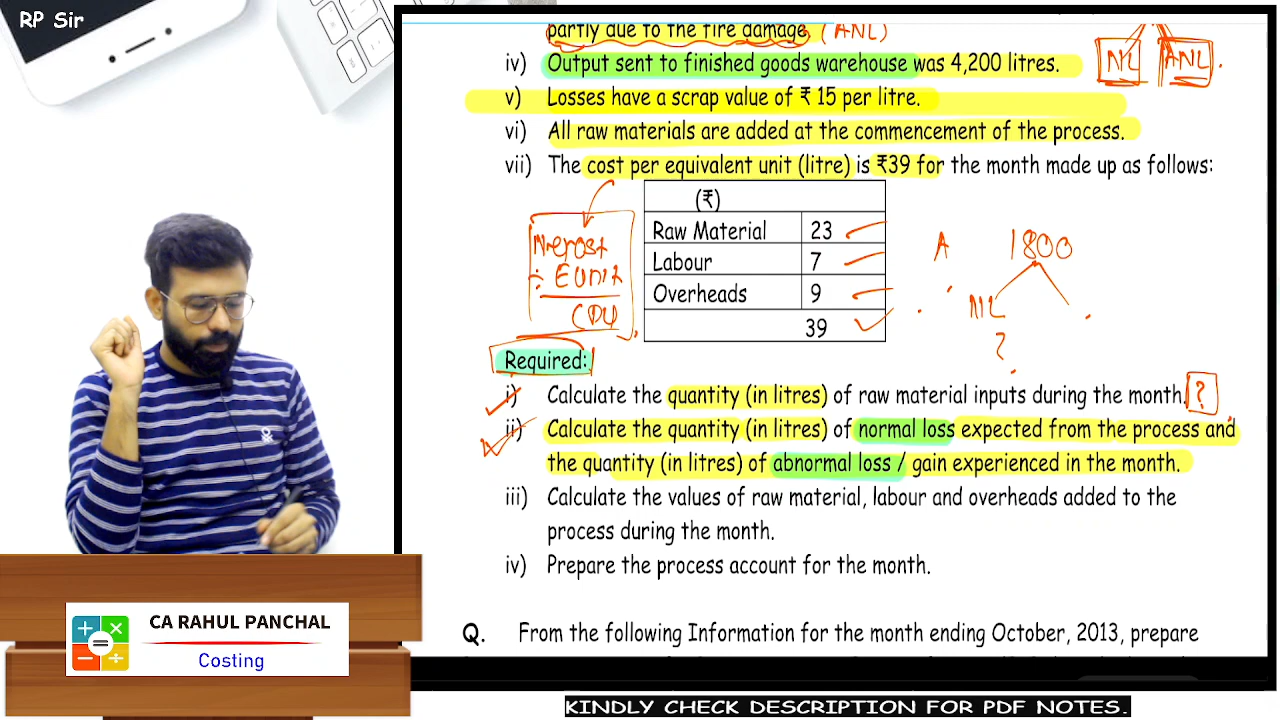 RP Sir
partly due to the fire damage. (ANL)
iv) Output sent to finished goods warehouse was 4,200 litres.
NL ANL
v) Losses have a scrap value of ₹ 15 per litre.
vi) All raw materials are added at the commencement of the process.
vii) The cost per equivalent unit (litre) is ₹39 for the month made up as follows:
(₹)
Raw Material 23
Labour 7
Overheads 9
39
÷ E unit
CPU
A 1800
NL
?
Required:
i) Calculate the quantity (in litres) of raw material inputs during the month. ?
ii) Calculate the quantity (in litres) of normal loss expected from the process and
the quantity (in litres) of abnormal loss / gain experienced in the month.
iii) Calculate the values of raw material, labour and overheads added to the
process during the month.
iv) Prepare the process account for the month.
Q. From the following Information for the month ending October, 2013, prepare
CA RAHUL PANCHAL
Costing
KINDLY CHECK DESCRIPTION FOR PDF NOTES.